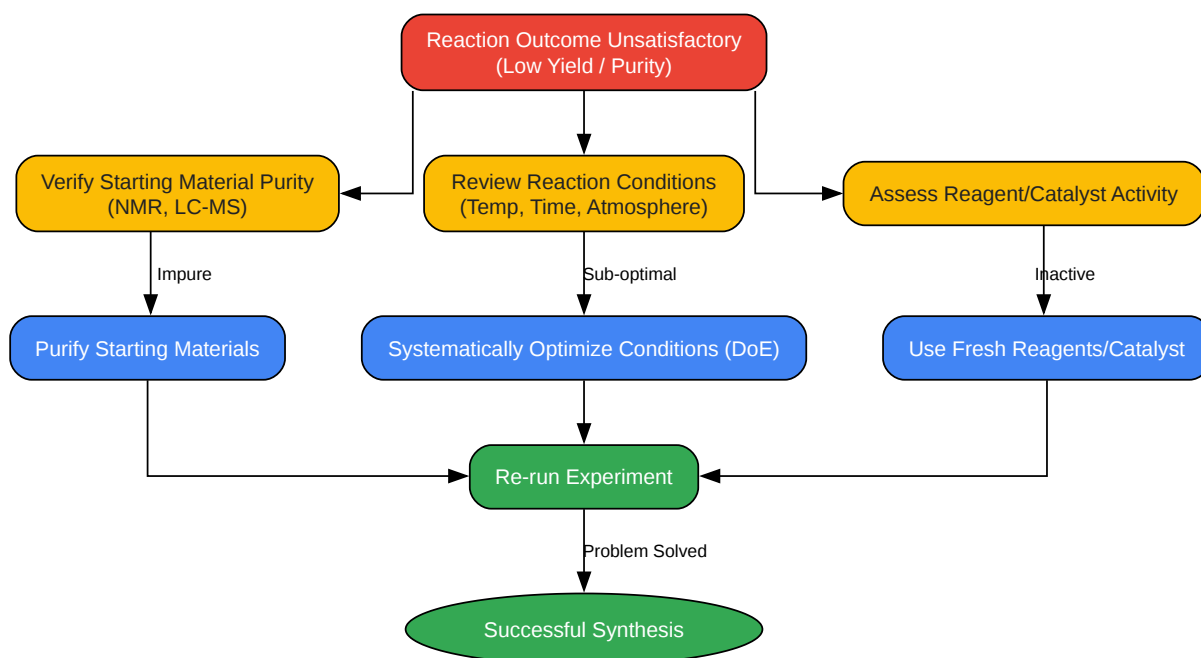 Reaction Outcome Unsatisfactory
(Low Yield / Purity)
Verify Starting Material Purity
(NMR, LC-MS)
Review Reaction Conditions
(Temp, Time, Atmosphere)
Assess Reagent/Catalyst Activity
Impure
Sub-optimal
Inactive
Purify Starting Materials
Systematically Optimize Conditions (DoE)
Use Fresh Reagents/Catalyst
Re-run Experiment
Problem Solved
Successful Synthesis